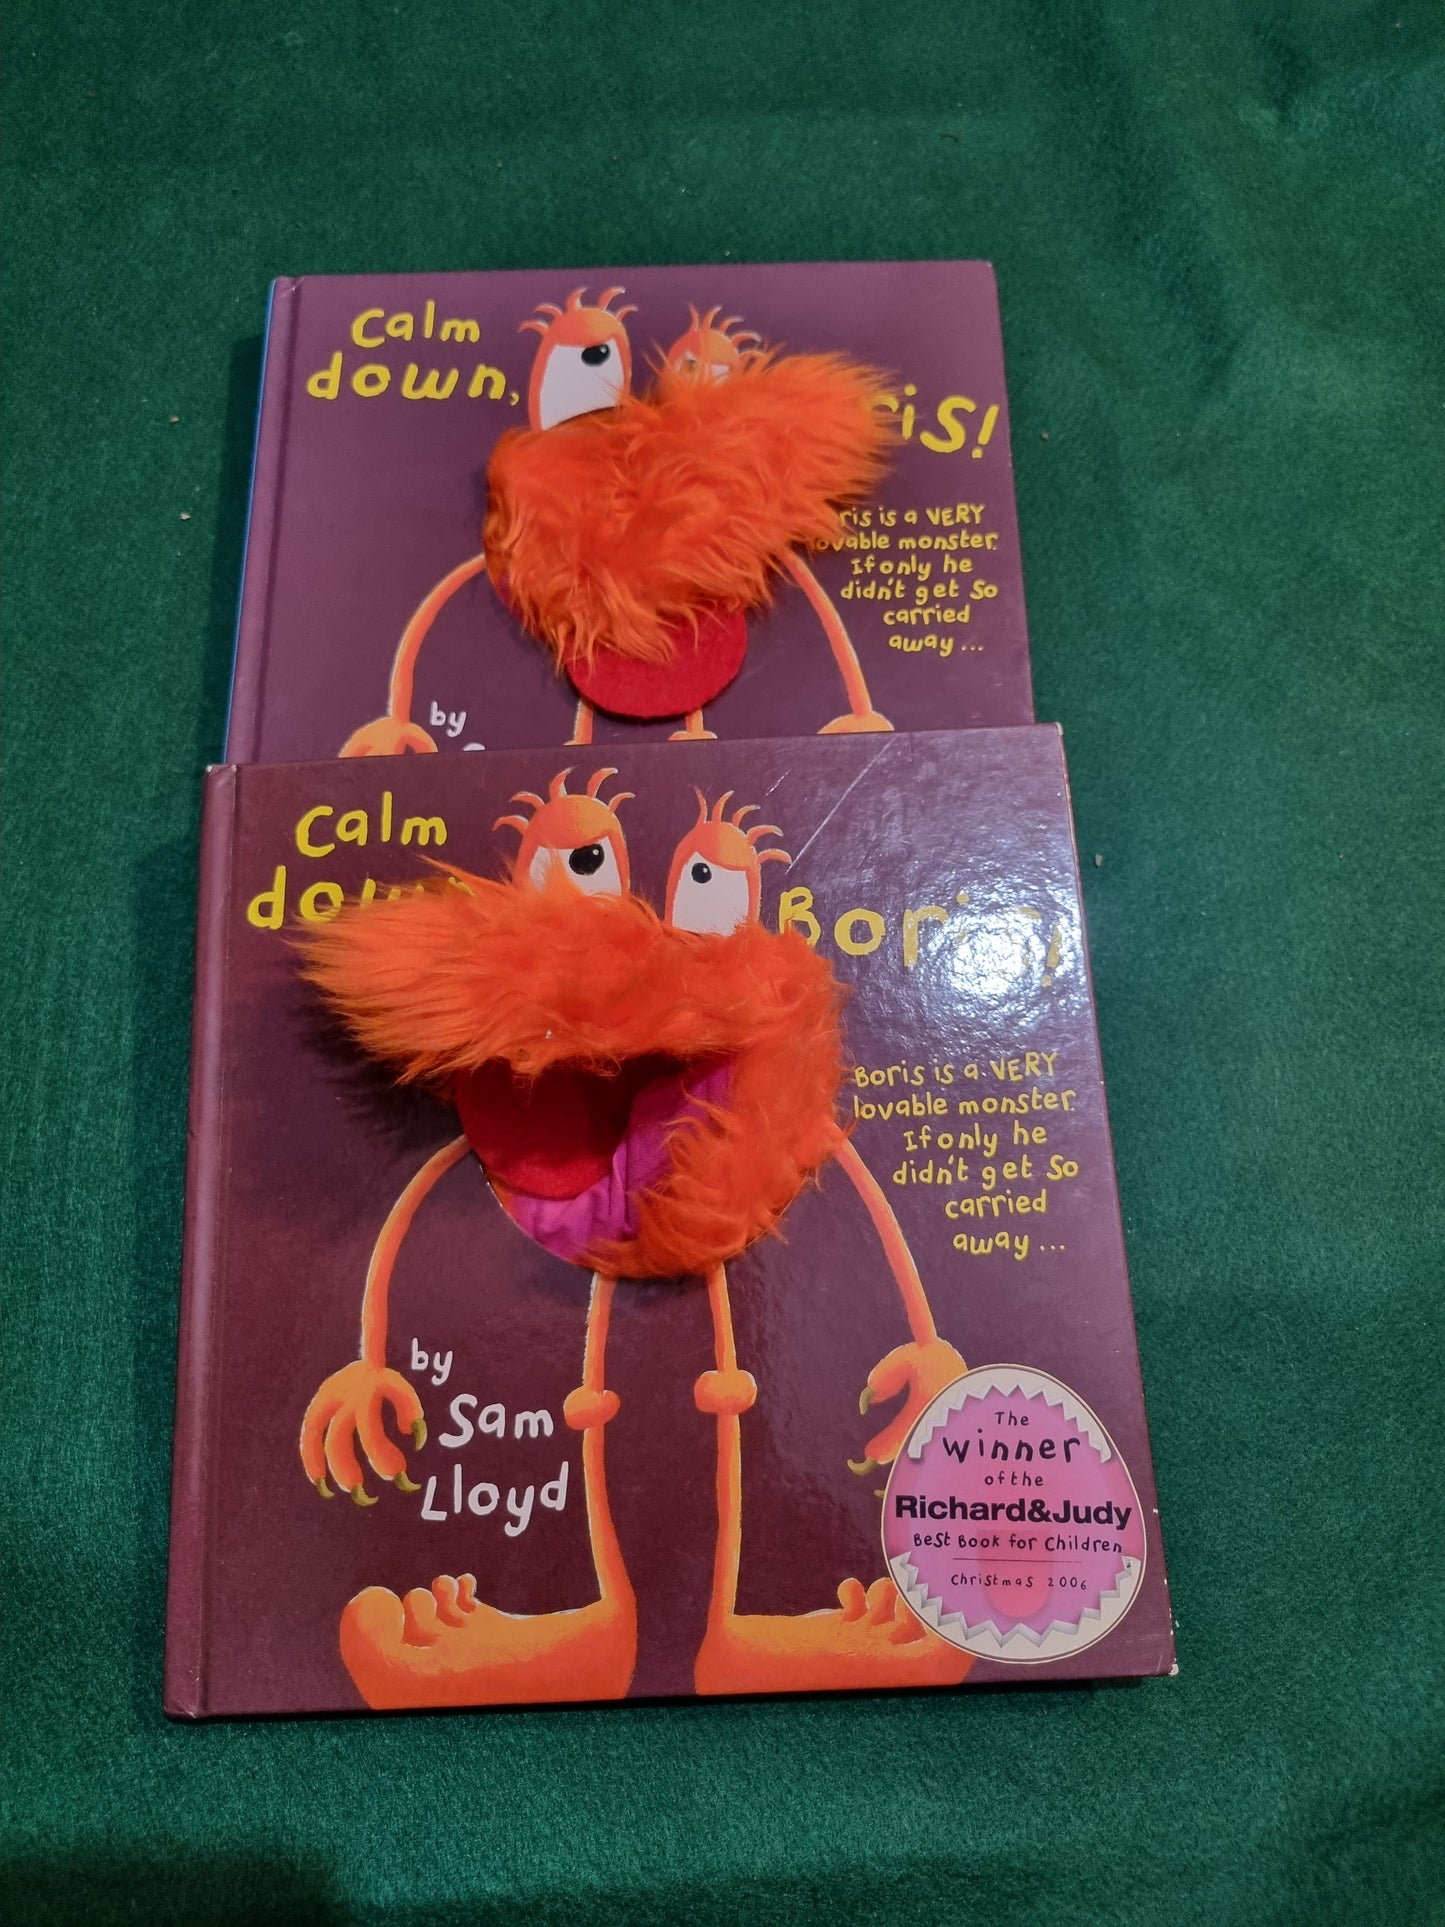 Calm
down,
ris!
ris is a VERY
lovable monster.
If only he
didn't get so
carried
away...
by
Calm
down,
Boris!
Boris is a VERY
lovable monster.
If only he
didn't get so
carried
away...
by
Sam
Lloyd
The
winner
of the
Richard&Judy
Best Book for Children
Christmas 2006